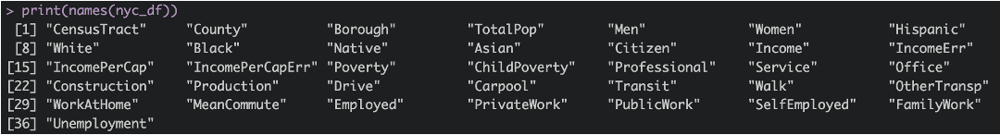 > print(names(nyc_df))
[1] "CensusTract" "County" "Borough" "TotalPop" "Men" "Women" "Hispanic"
[8] "White" "Black" "Native" "Asian" "Citizen" "Income" "IncomeErr"
[15] "IncomePerCap" "IncomePerCapErr" "Poverty" "ChildPoverty" "Professional" "Service" "Office"
[22] "Construction" "Production" "Drive" "Carpool" "Transit" "Walk" "OtherTransp"
[29] "WorkAtHome" "MeanCommute" "Employed" "PrivateWork" "PublicWork" "SelfEmployed" "FamilyWork"
[36] "Unemployment"